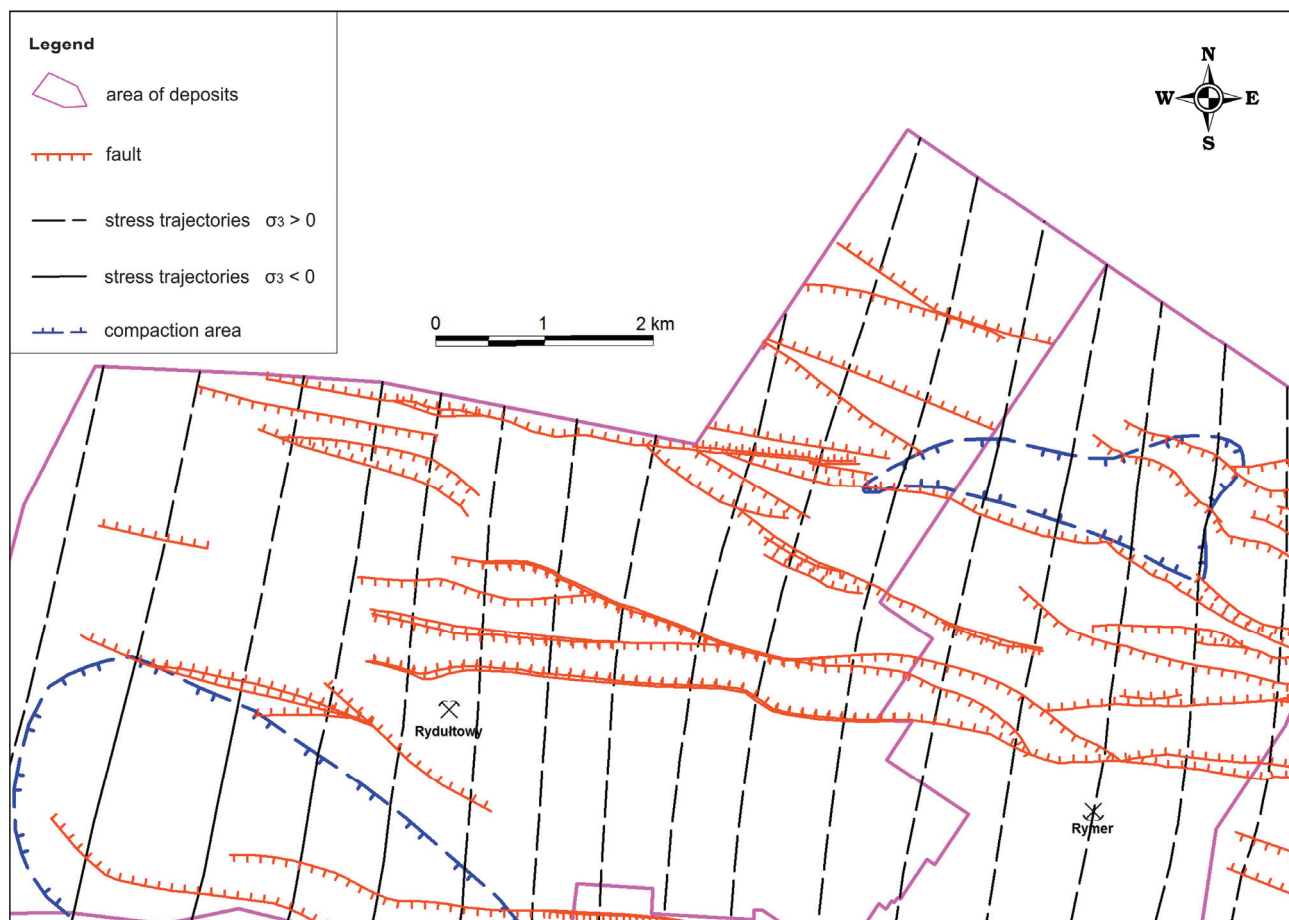 Legend
area of deposits
fault
stress trajectories σ3 > 0
stress trajectories σ3 < 0
compaction area
N
W E
S
0 1 2 km
Rydułtowy
Rymer